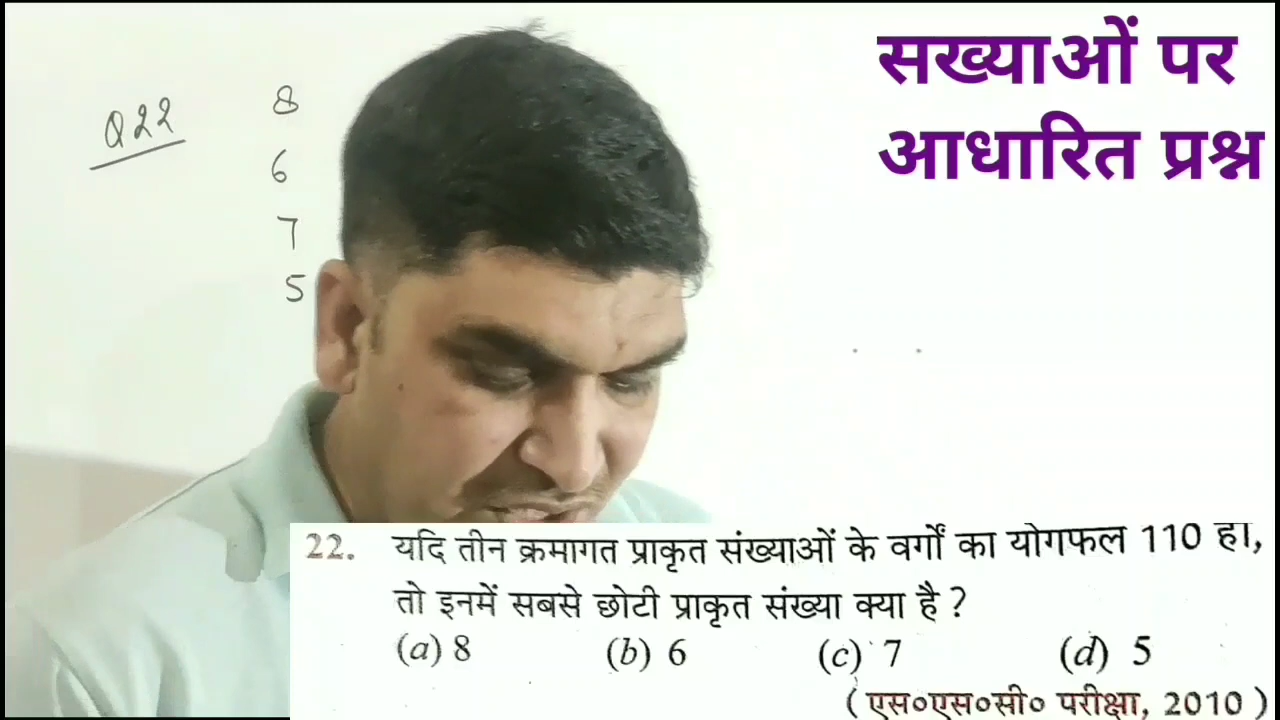 सख्याओं पर
आधारित प्रश्न
Q22
8
6
7
5
22. यदि तीन क्रमागत प्राकृत संख्याओं के वर्गों का योगफल 110 हा,
तो इनमें सबसे छोटी प्राकृत संख्या क्या है ?
(a) 8 (b) 6 (c) 7 (d) 5
( एस०एस०सी० परीक्षा, 2010 )